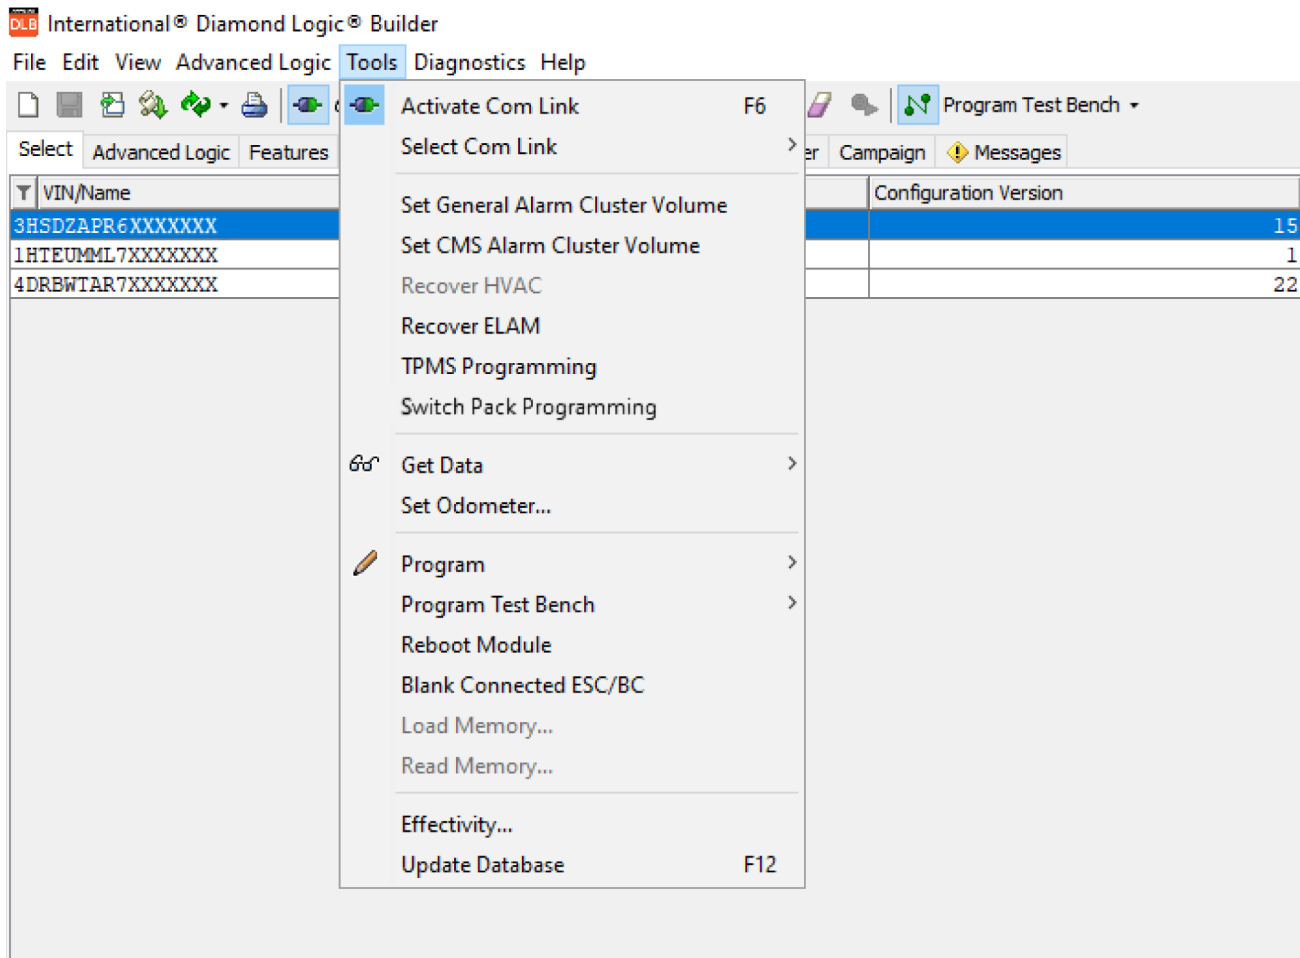 DLB International® Diamond Logic® Builder
File Edit View Advanced Logic Tools Diagnostics Help
Program Test Bench
Select Advanced Logic Features er Campaign Messages
VIN/Name Configuration Version
3HSDZAPR6XXXXXXX 15
1HTEUMML7XXXXXXX 1
4DRBWTAR7XXXXXXX 22
Activate Com Link F6
Select Com Link
Set General Alarm Cluster Volume
Set CMS Alarm Cluster Volume
Recover HVAC
Recover ELAM
TPMS Programming
Switch Pack Programming
Get Data
Set Odometer...
Program
Program Test Bench
Reboot Module
Blank Connected ESC/BC
Load Memory...
Read Memory...
Effectivity...
Update Database F12